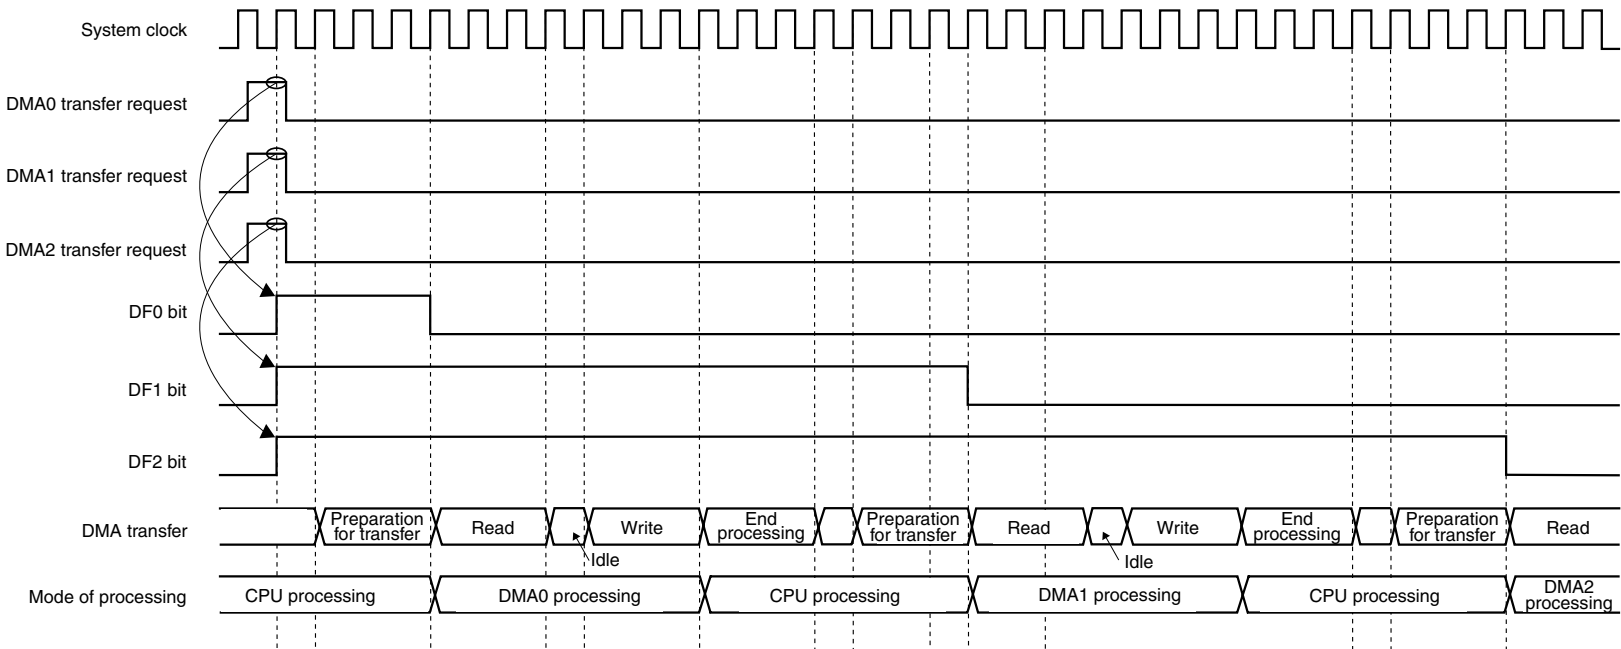 System clock
DMA0 transfer request
DMA1 transfer request
DMA2 transfer request
DF0 bit
DF1 bit
DF2 bit
DMA transfer
Preparation
for transfer
Read
Idle
Write
End
processing
Preparation
for transfer
Read
Idle
Write
End
processing
Preparation
for transfer
Read
Mode of processing
CPU processing
DMA0 processing
CPU processing
DMA1 processing
CPU processing
DMA2
processing